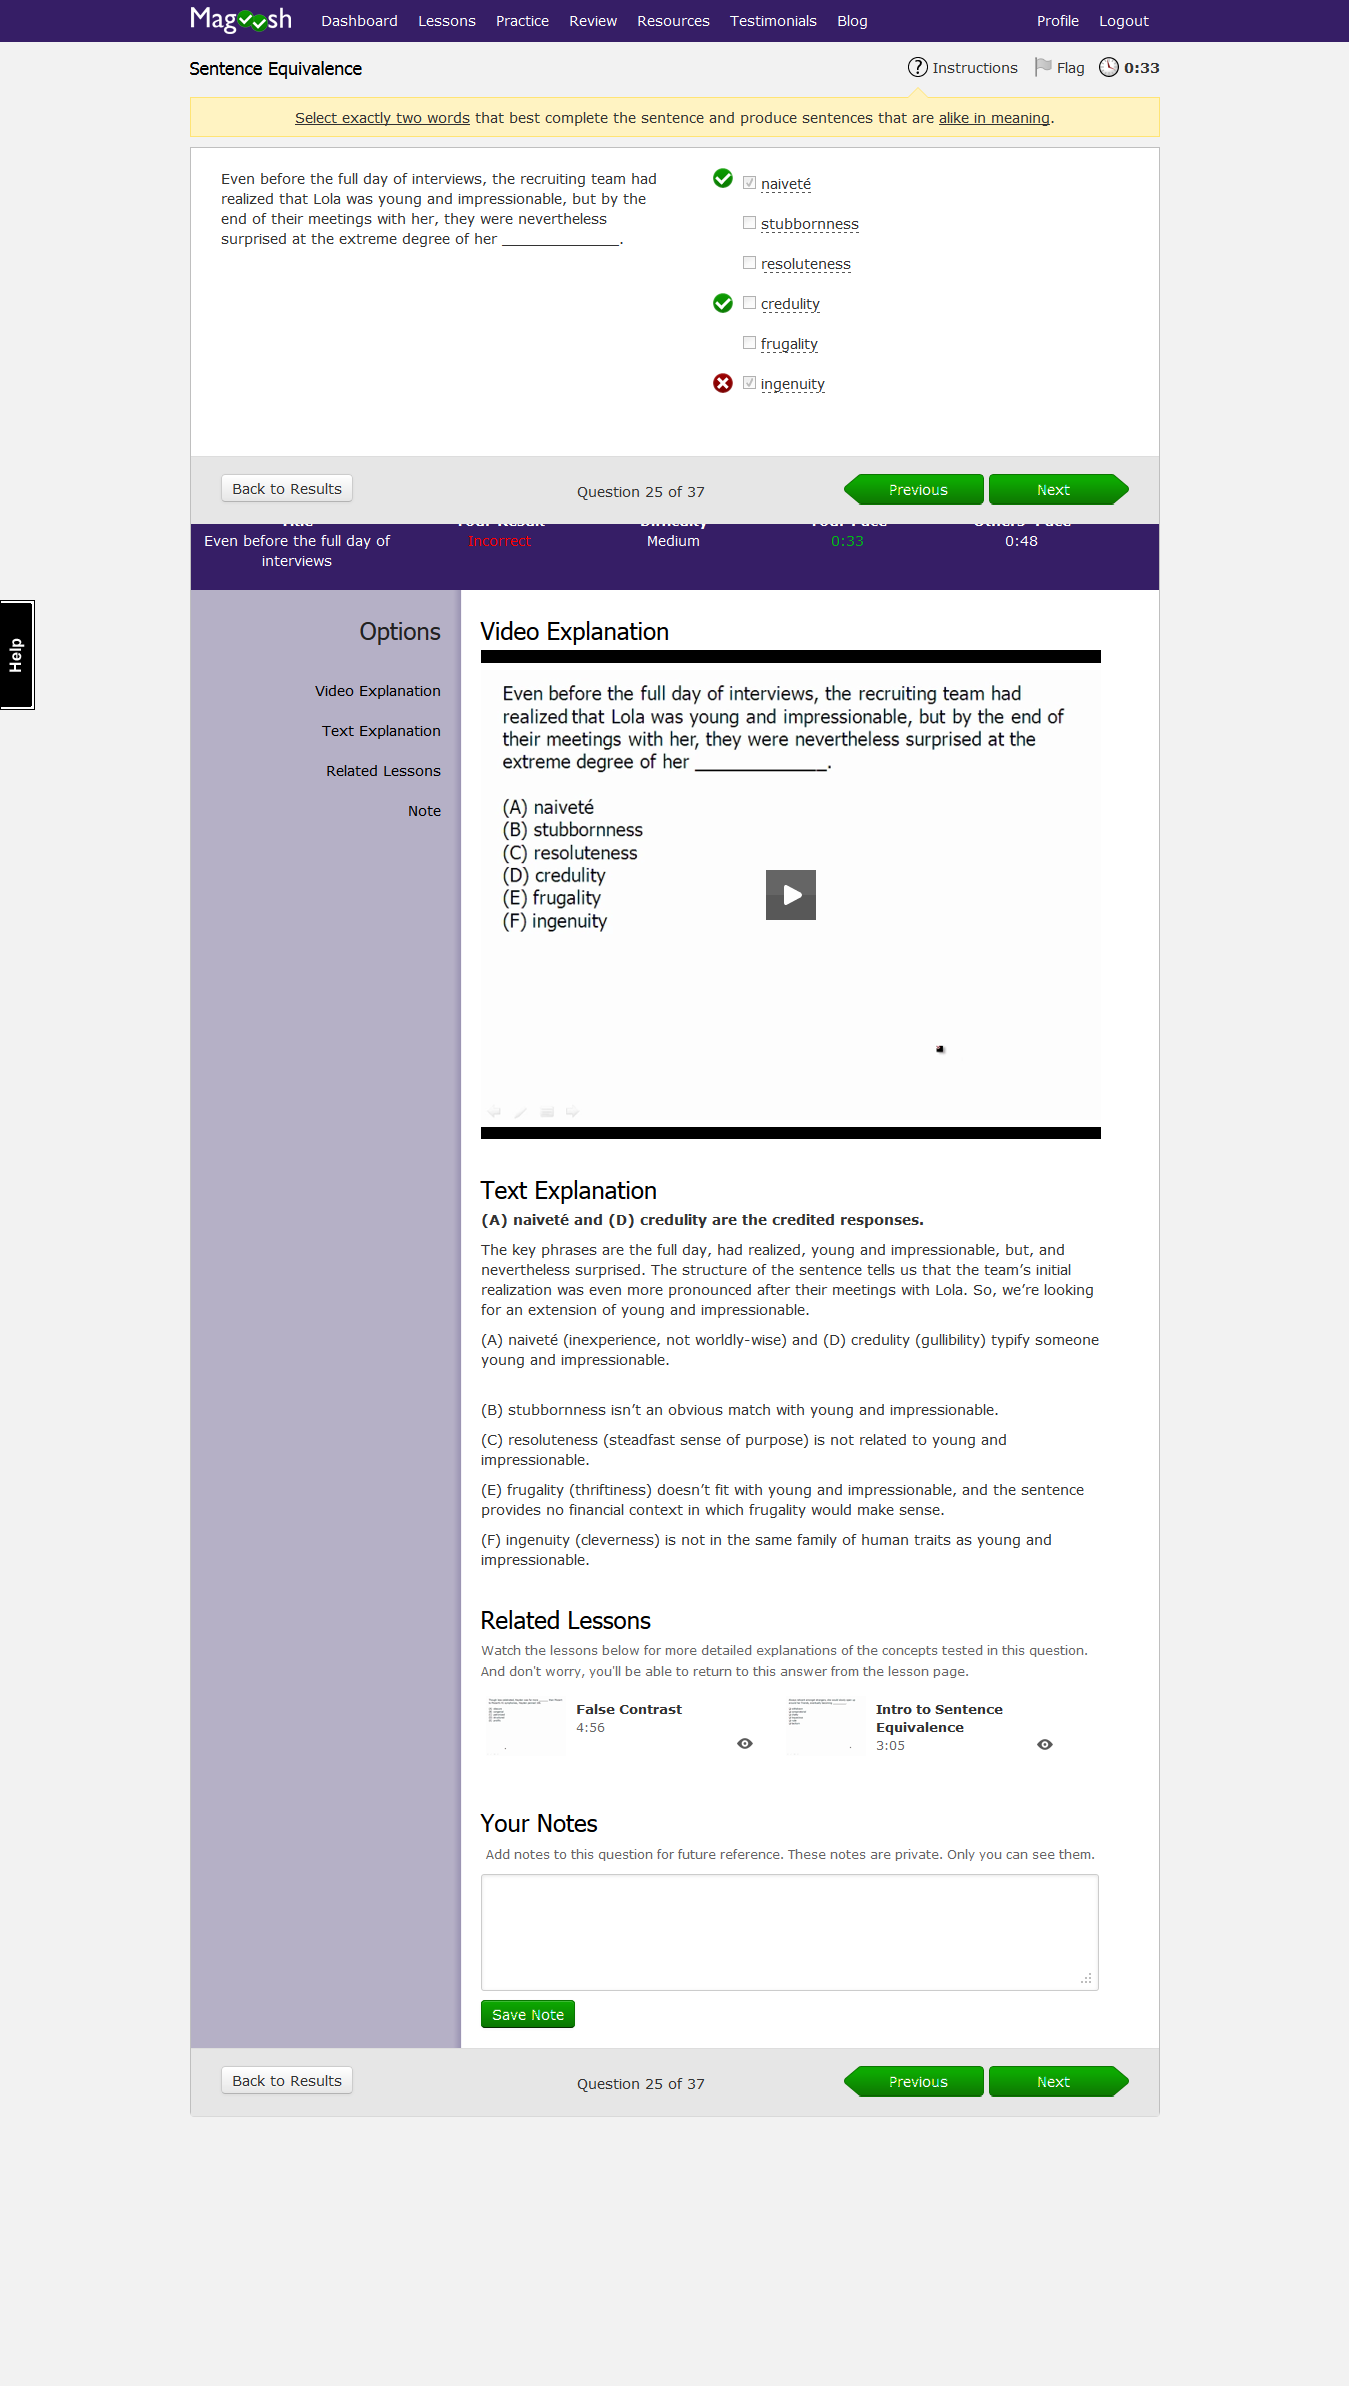 Magoosh Dashboard Lessons Practice Review Resources Testimonials Blog Profile Logout
Sentence Equivalence
Instructions Flag 0:33
Select exactly two words that best complete the sentence and produce sentences that are alike in meaning.
Even before the full day of interviews, the recruiting team had
realized that Lola was young and impressionable, but by the
end of their meetings with her, they were nevertheless
surprised at the extreme degree of her ______________.
naiveté
stubbornness
resoluteness
credulity
frugality
ingenuity
Back to Results Question 25 of 37 Previous Next
Title Your Result Difficulty Your Pace Others' Pace
Even before the full day of Incorrect Medium 0:33 0:48
interviews
Help
Options
Video Explanation
Text Explanation
Related Lessons
Note
Video Explanation
Even before the full day of interviews, the recruiting team had
realized that Lola was young and impressionable, but by the end of
their meetings with her, they were nevertheless surprised at the
extreme degree of her ______________.
(A) naiveté
(B) stubbornness
(C) resoluteness
(D) credulity
(E) frugality
(F) ingenuity
Text Explanation
(A) naiveté and (D) credulity are the credited responses.
The key phrases are the full day, had realized, young and impressionable, but, and
nevertheless surprised. The structure of the sentence tells us that the team’s initial
realization was even more pronounced after their meetings with Lola. So, we’re looking
for an extension of young and impressionable.
(A) naiveté (inexperience, not worldly-wise) and (D) credulity (gullibility) typify someone
young and impressionable.
(B) stubbornness isn’t an obvious match with young and impressionable.
(C) resoluteness (steadfast sense of purpose) is not related to young and
impressionable.
(E) frugality (thriftiness) doesn’t fit with young and impressionable, and the sentence
provides no financial context in which frugality would make sense.
(F) ingenuity (cleverness) is not in the same family of human traits as young and
impressionable.
Related Lessons
Watch the lessons below for more detailed explanations of the concepts tested in this question.
And don't worry, you'll be able to return to this answer from the lesson page.
False Contrast
4:56
Intro to Sentence
Equivalence
3:05
Your Notes
Add notes to this question for future reference. These notes are private. Only you can see them.
Save Note
Back to Results Question 25 of 37 Previous Next